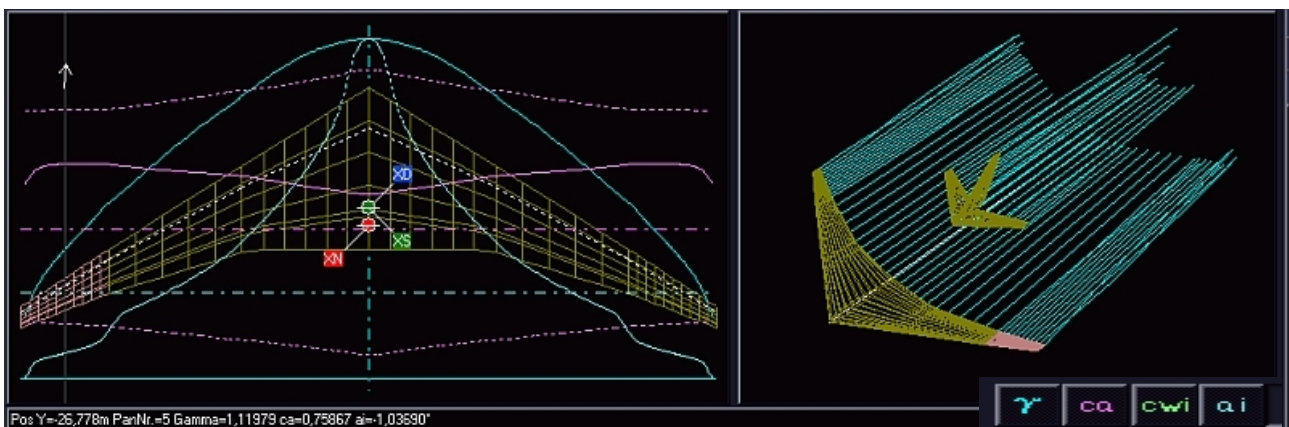 XD
XS
XN
γ ca cwi ai
Pos Y=-26,778m PanNr.=5 Gamma=1,11979 ca=0,75867 ai=-1,03690°